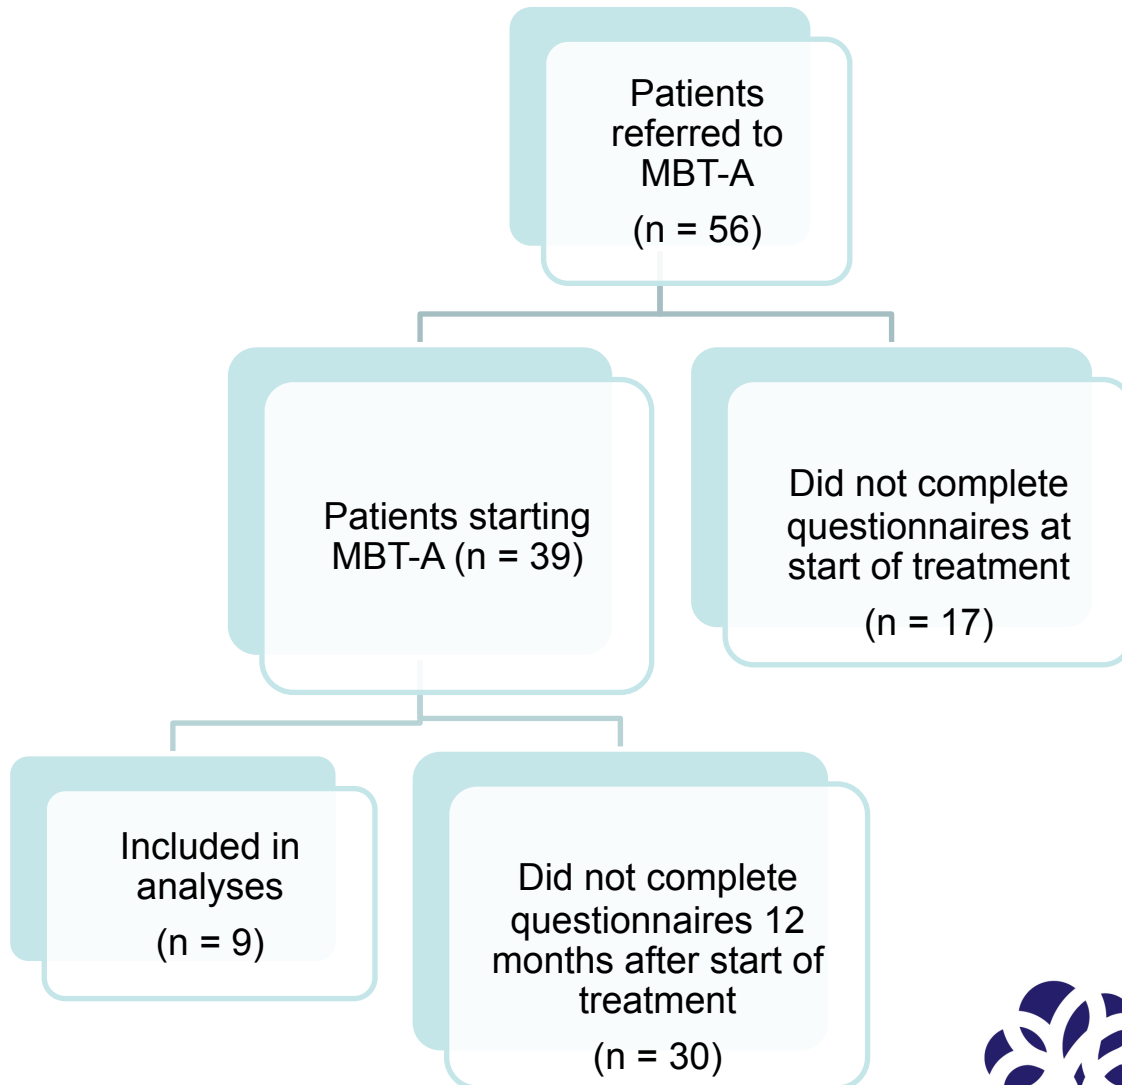 Patients
referred to
MBT-A
(n = 56)
Patients starting
MBT-A (n = 39)
Did not complete
questionnaires at
start of treatment
(n = 17)
Included in
analyses
(n = 9)
Did not complete
questionnaires 12
months after start of
treatment
(n = 30)